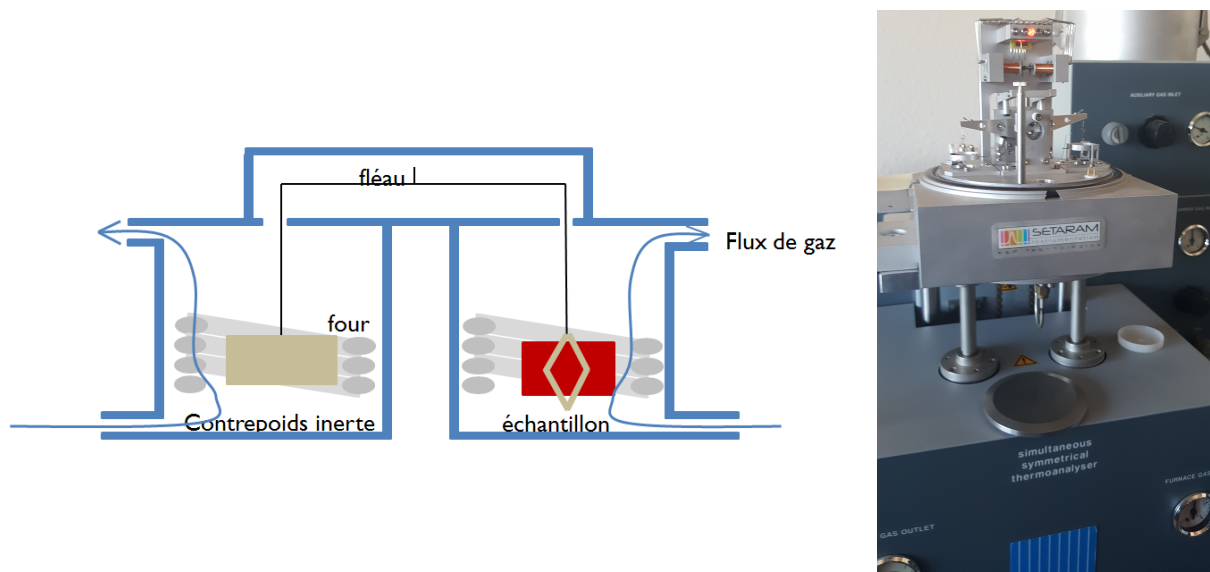 fléau l
Flux de gaz
four
Contrepoids inerte
échantillon
AUXILIARY GAS INLET
SETARAM
Instrumentation
simultaneous
symmetrical
thermoanalyser
FURNACE GAS
GAS OUTLET